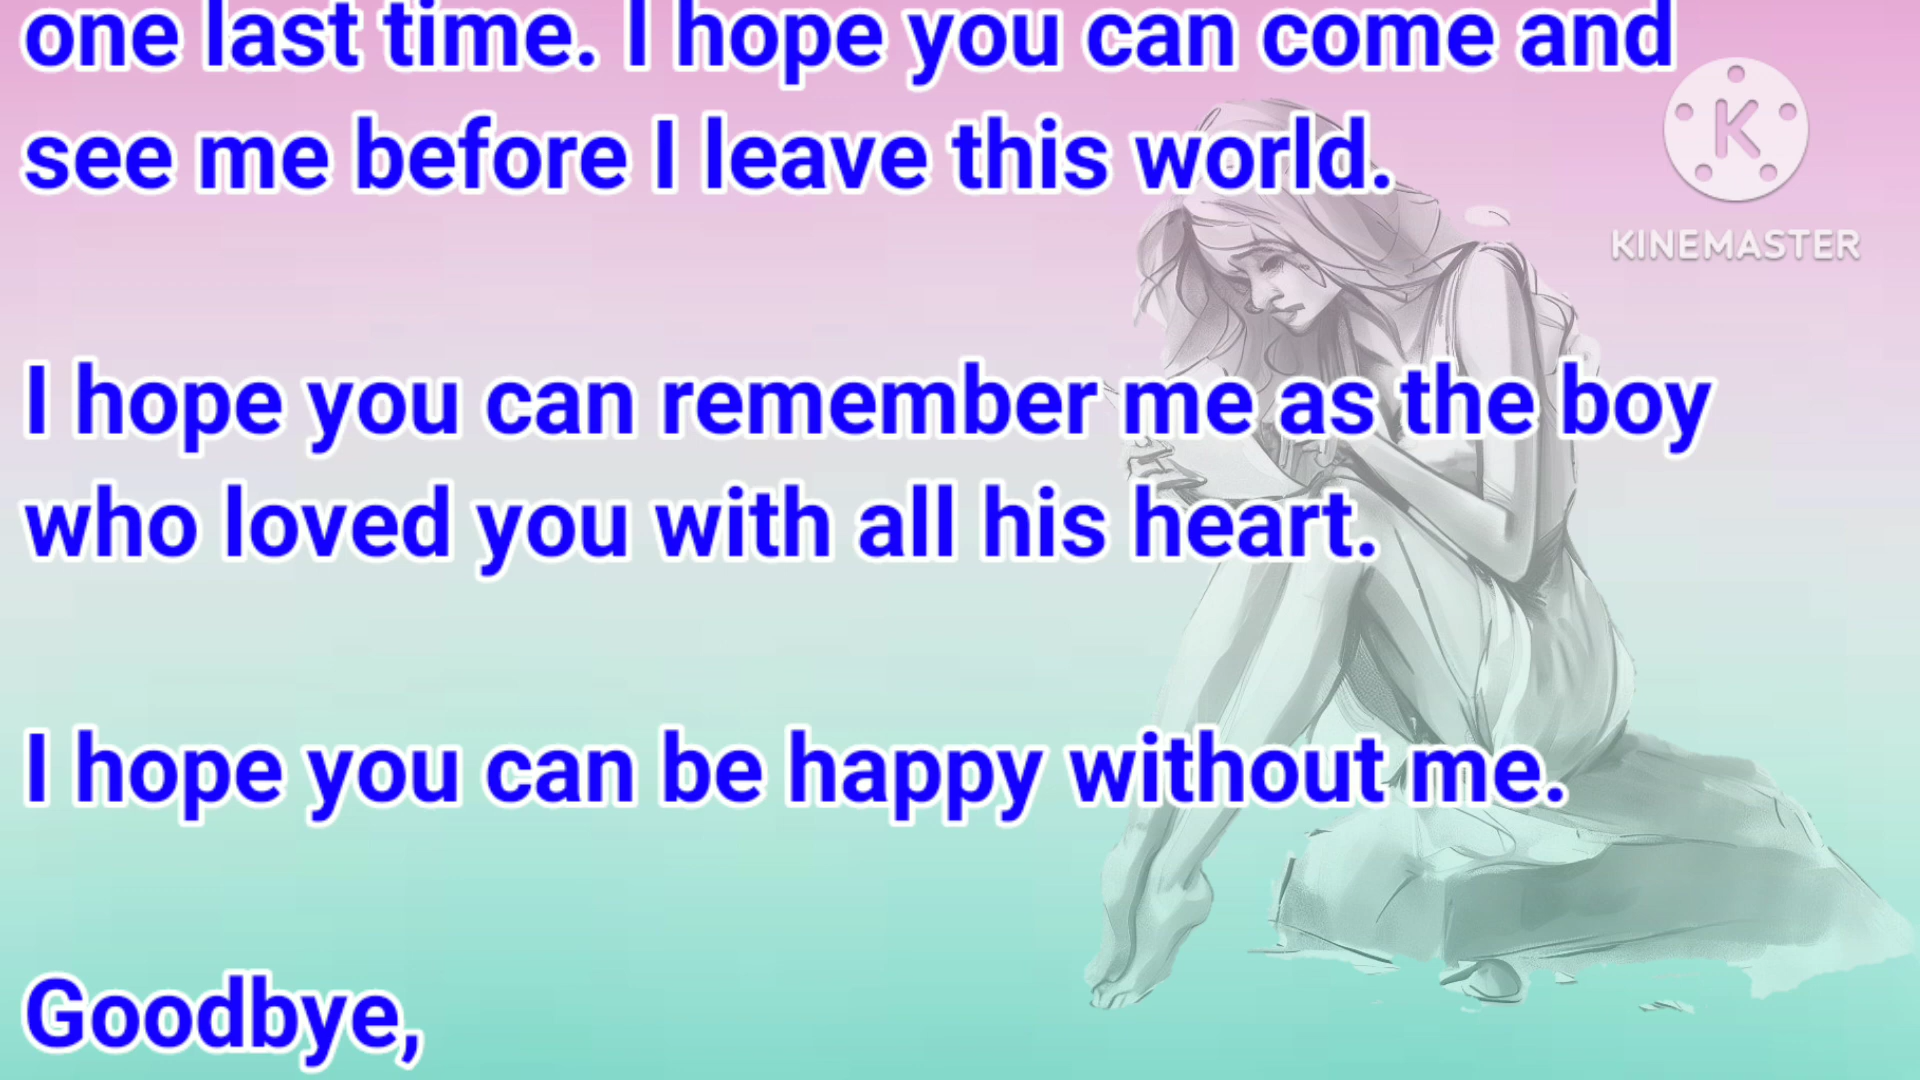 one last time. I hope you can come and
see me before I leave this world.
K
KINEMASTER
I hope you can remember me as the boy
who loved you with all his heart.
I hope you can be happy without me.
Goodbye,